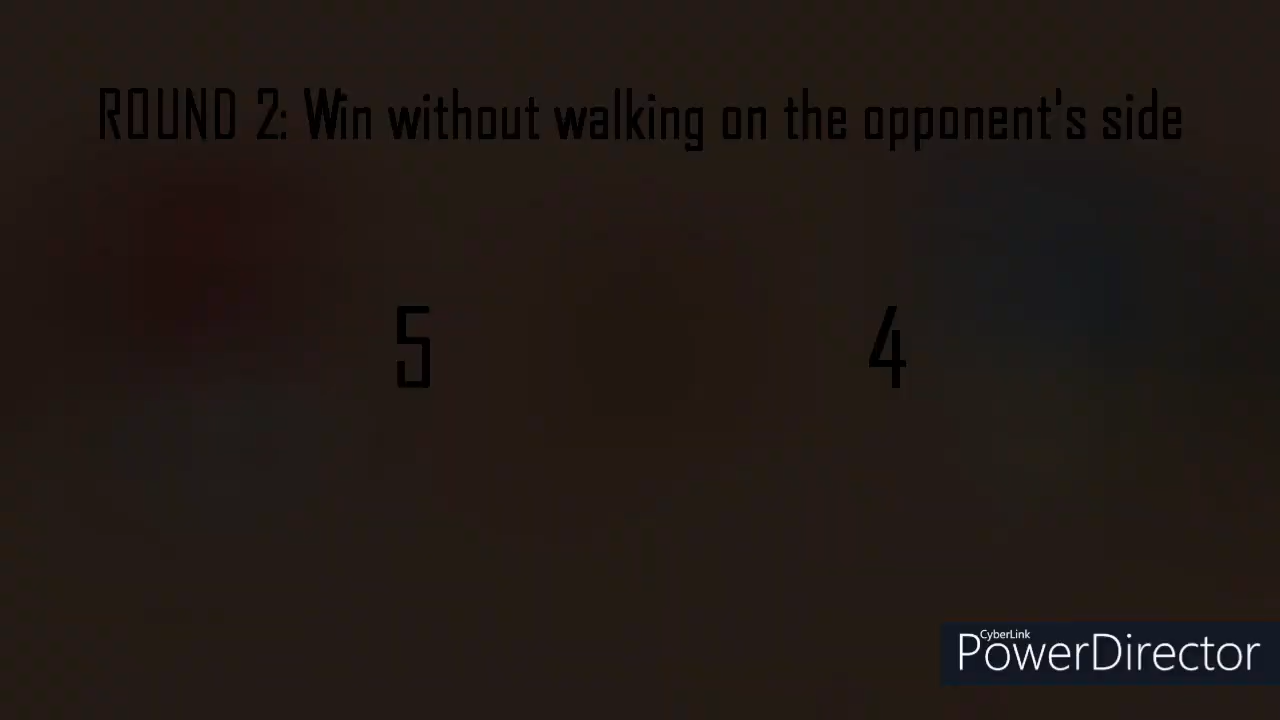 ROUND 2: Win without walking on the opponent's side
5 4
CyberLink
PowerDirector